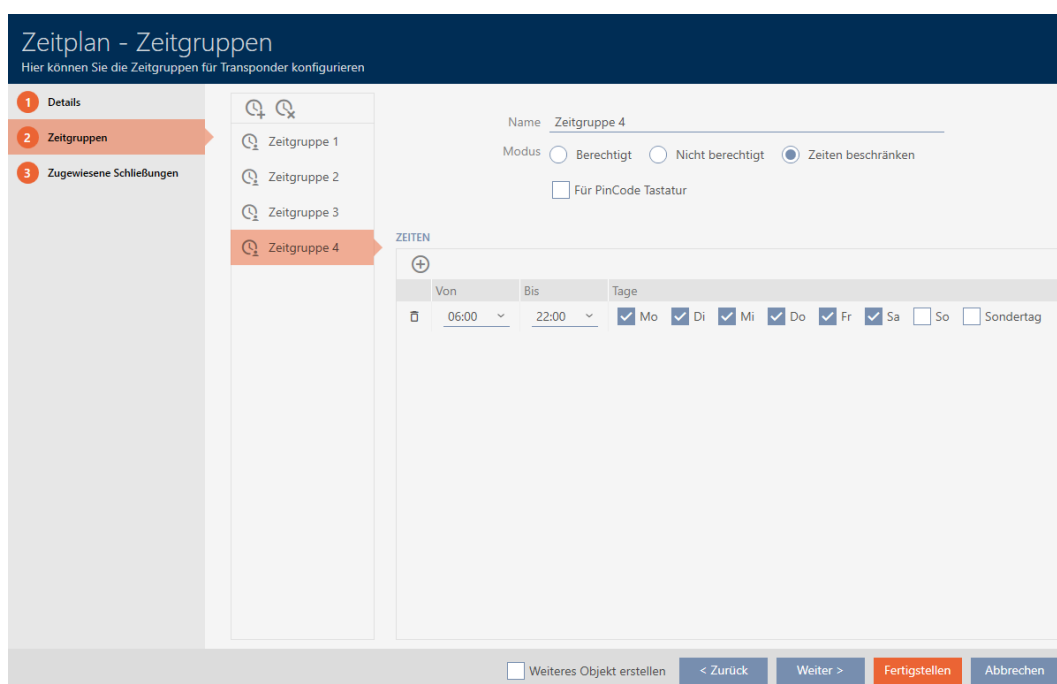 Zeitplan - Zeitgruppen
Hier können Sie die Zeitgruppen für Transponder konfigurieren
1 Details
2 Zeitgruppen
3 Zugewiesene Schließungen
Zeitgruppe 1
Zeitgruppe 2
Zeitgruppe 3
Zeitgruppe 4
Name Zeitgruppe 4
Modus Berechtigt Nicht berechtigt Zeiten beschränken
Für PinCode Tastatur
ZEITEN
Von Bis Tage
06:00 22:00 Mo Di Mi Do Fr Sa So Sondertag
Weiteres Objekt erstellen < Zurück Weiter > Fertigstellen Abbrechen